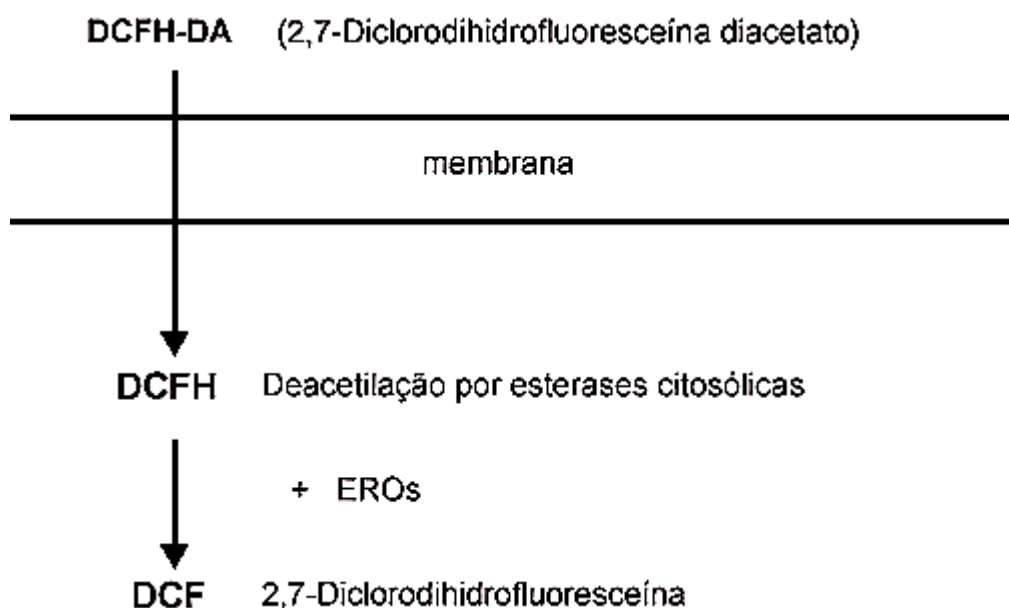 DCFH-DA (2,7-Diclorodihidrofluoresceína diacetato)
membrana
DCFH Deacetilação por esterases citosólicas
+ EROs
DCF 2,7-Diclorodihidrofluoresceína